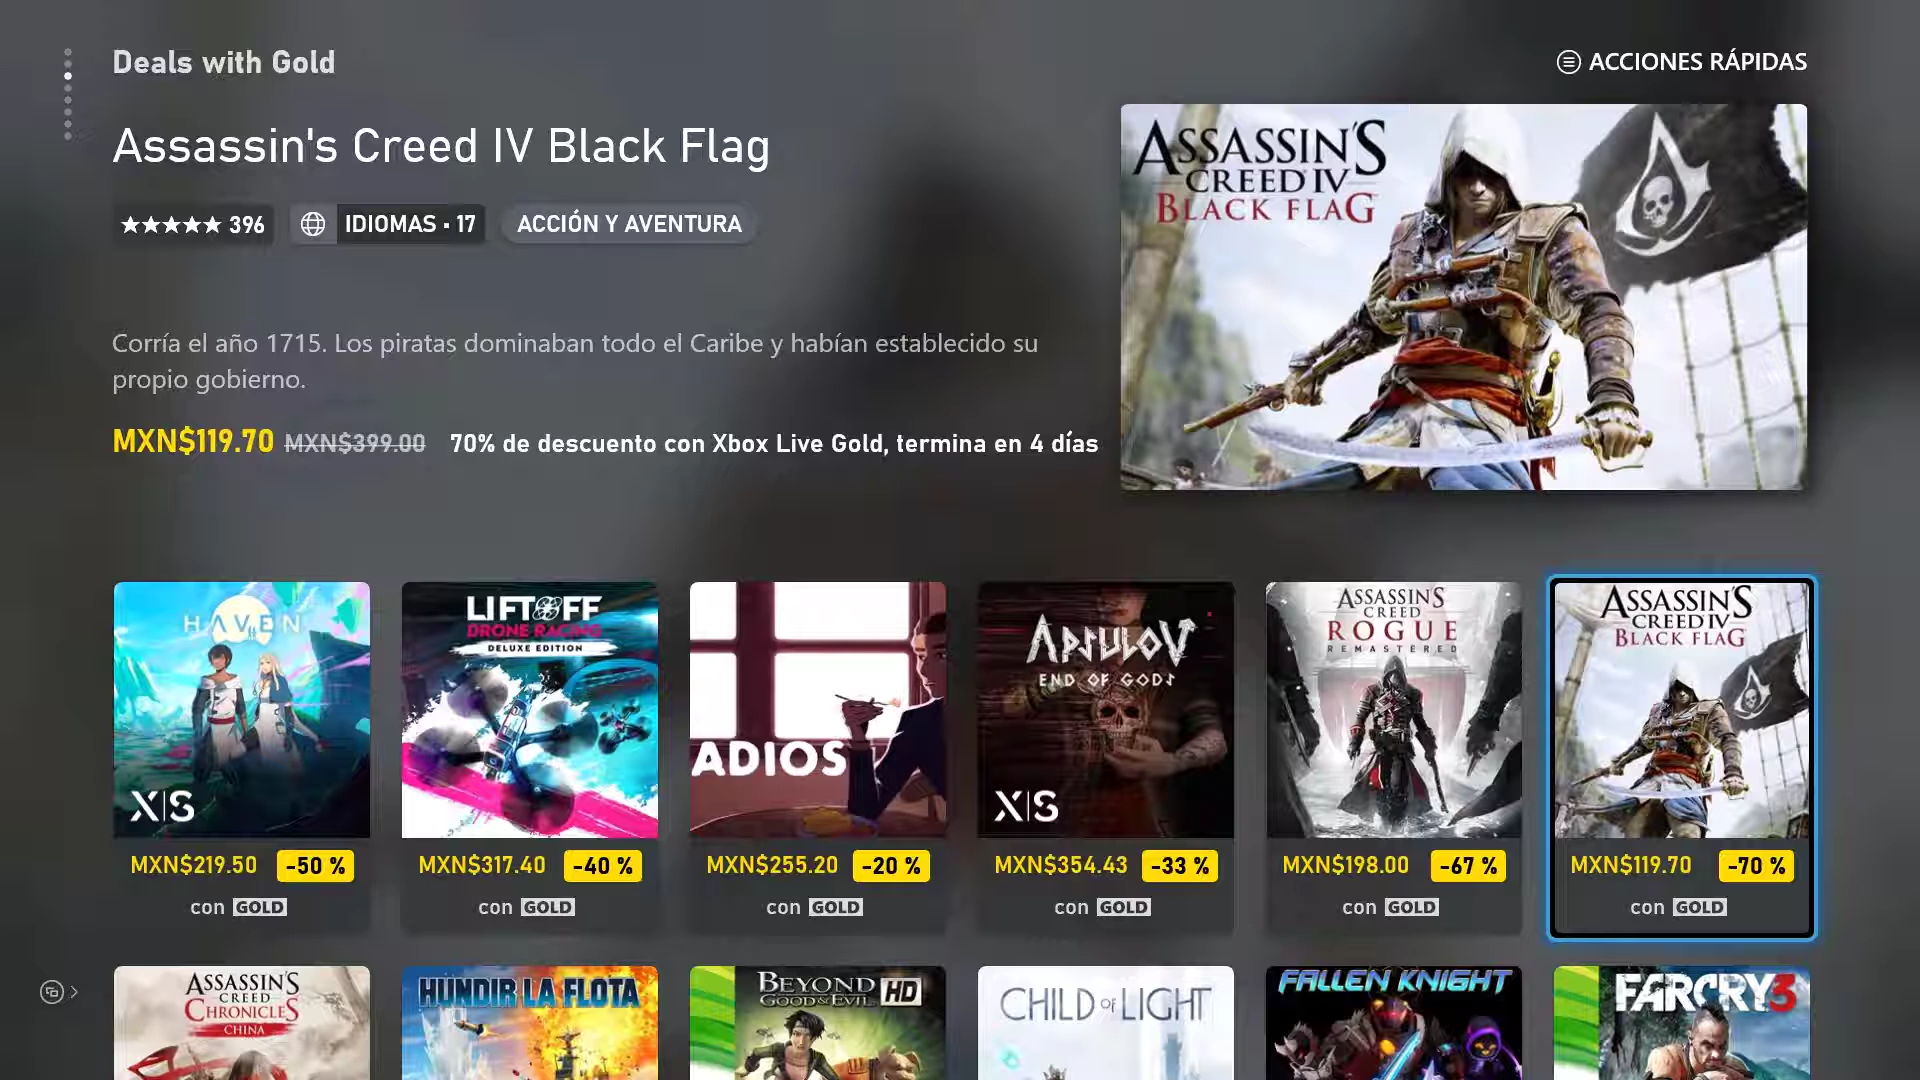 Deals with Gold
ACCIONES RÁPIDAS
Assassin's Creed IV Black Flag
★★★★★ 396
IDIOMAS · 17
ACCIÓN Y AVENTURA
Corría el año 1715. Los piratas dominaban todo el Caribe y habían establecido su
propio gobierno.
MXN$119.70 MXN$399.00 70% de descuento con Xbox Live Gold, termina en 4 días
ASSASSIN'S
CREED IV
BLACK FLAG
HAVEN
X|S
MXN$219.50 -50 %
con GOLD
LIFTOFF
DRONE RACING
DELUXE EDITION
MXN$317.40 -40 %
con GOLD
ADIOS
MXN$255.20 -20 %
con GOLD
APSULOV
END OF GODS
X|S
MXN$354.43 -33 %
con GOLD
ASSASSIN'S
CREED
ROGUE
REMASTERED
MXN$198.00 -67 %
con GOLD
ASSASSIN'S
CREED IV
BLACK FLAG
MXN$119.70 -70 %
con GOLD
ASSASSIN'S
CREED
CHRONICLES
CHINA
HUNDIR LA FLOTA
BEYOND
GOOD & EVIL HD
CHILD OF LIGHT
FALLEN KNIGHT
FARCRY3